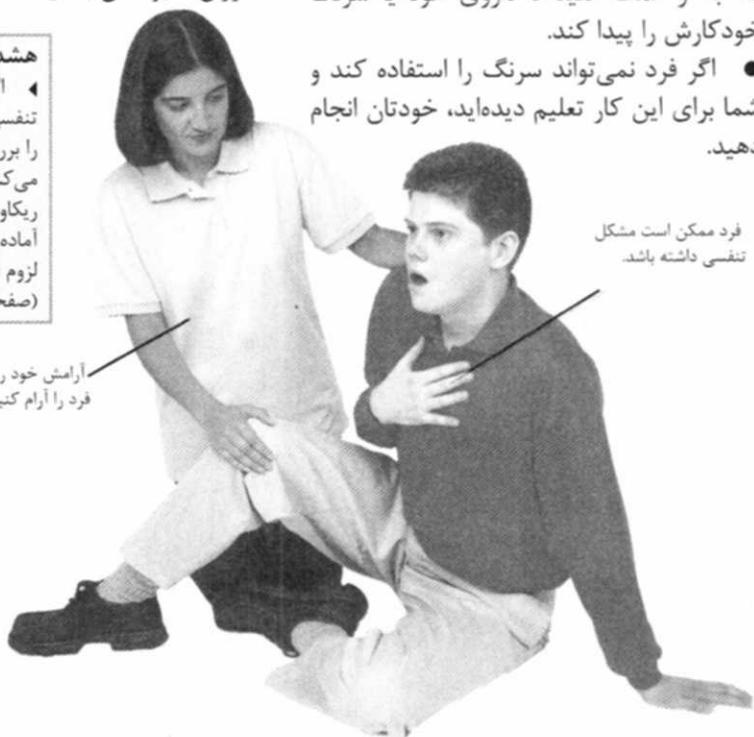 خودکارش را پیدا کند.
● اگر فرد نمی‌تواند سرنگ را استفاده کند و
شما برای این کار تعلیم دیده‌اید، خودتان انجام
دهید.
فرد ممکن است مشکل
تنفسی داشته باشد.
هشد
◀ ا
تنفسی
را برر
می‌ک
ریکاو
آماده
لزوم
(صفح
آرامش خود ر
فرد را آرام کنی